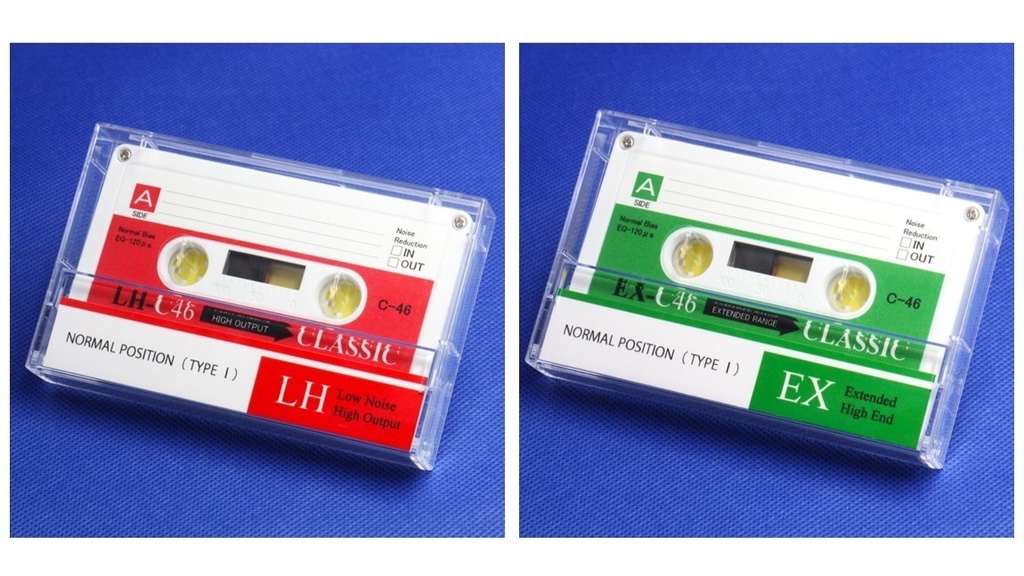 A
SIDE
Normal Bias
EQ-120μs
Noise
Reduction
IN
OUT
C-46
LH-C46
HIGH OUTPUT
CLASSIC
NORMAL POSITION (TYPE I)
LH
Low Noise
High Output
A
SIDE
Normal Bias
EQ-120μs
Noise
Reduction
IN
OUT
C-46
EX-C46
EXTENDED RANGE
CLASSIC
NORMAL POSITION (TYPE I)
EX
Extended
High End